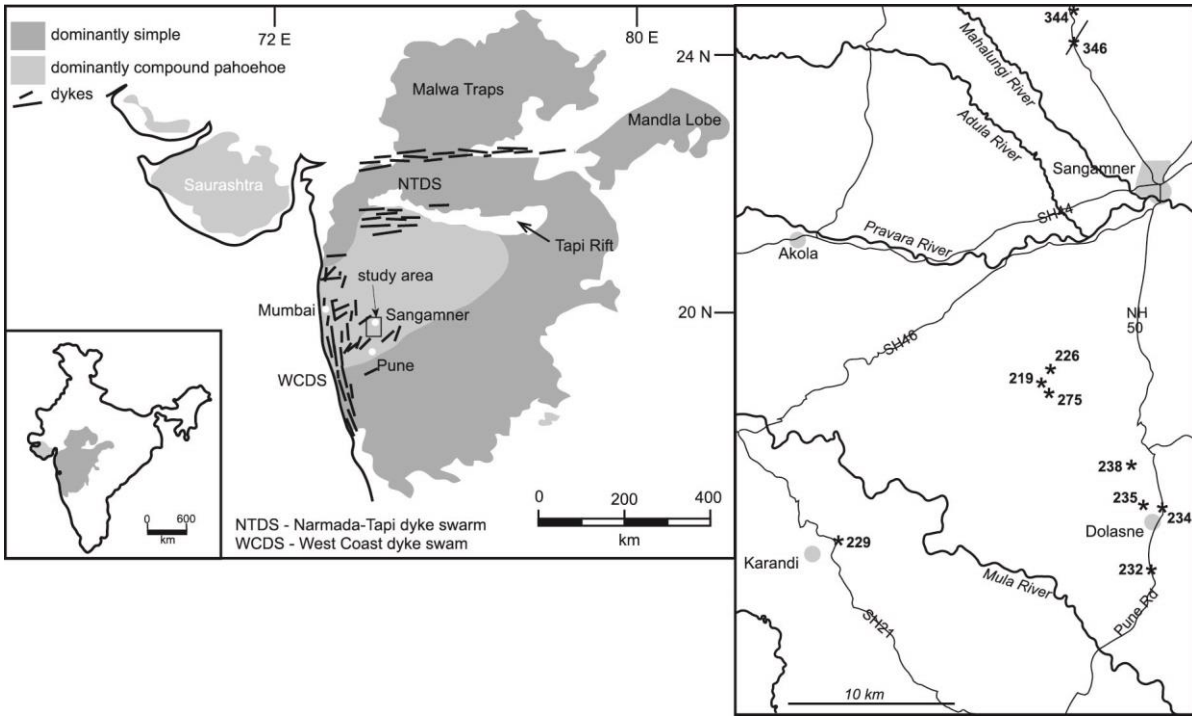 72 E
80 E
24 N
20 N
dominantly simple
dominantly compound pahoehoe
dykes
Malwa Traps
Mandla Lobe
Saurashtra
NTDS
Tapi Rift
study area
Mumbai
Sangamner
Pune
WCDS
0 600
km
0 200 400
km
NTDS - Narmada-Tapi dyke swarm
WCDS - West Coast dyke swam
344
346
Mahalungi River
Adula River
Sangamner
SH44
Pravara River
Akola
NH
50
SH46
226
219
275
238
235
234
Dolasne
229
Karandi
232
Mula River
Pune Rd
SH21
10 km